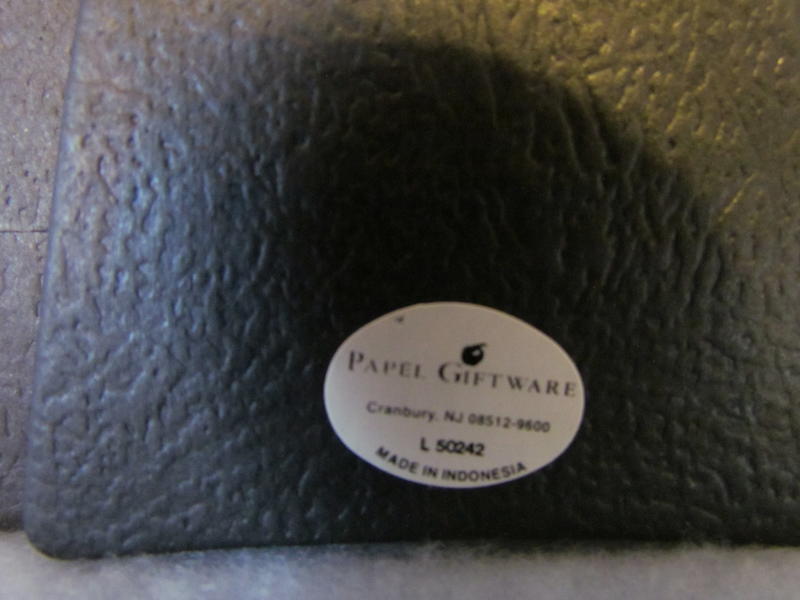 PAPEL GIFTWARE
Cranbury, NJ 08512-9600
L 50242
MADE IN INDONESIA